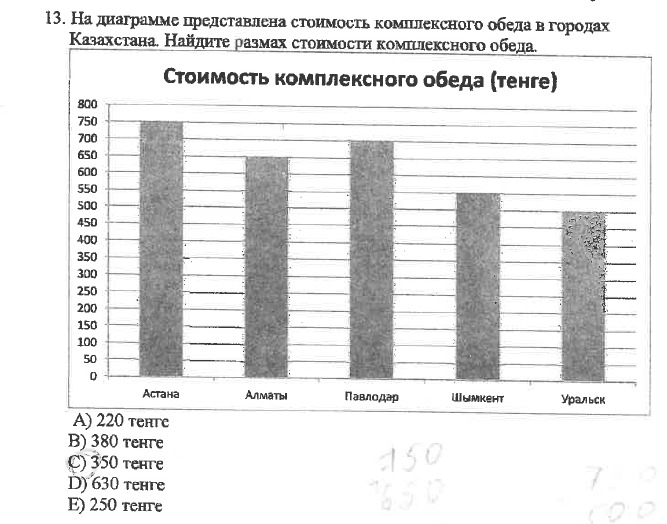 13. На диаграмме представлена стоимость комплексного обеда в городах
Казахстана. Найдите размах стоимости комплексного обеда.
Стоимость комплексного обеда (тенге)
800
750
700
650
600
550
500
450
400
350
300
250
200
150
100
50
0
Астана Алматы Павлодар Шымкент Уральск
A) 220 тенге
B) 380 тенге
C) 350 тенге
D) 630 тенге
E) 250 тенге